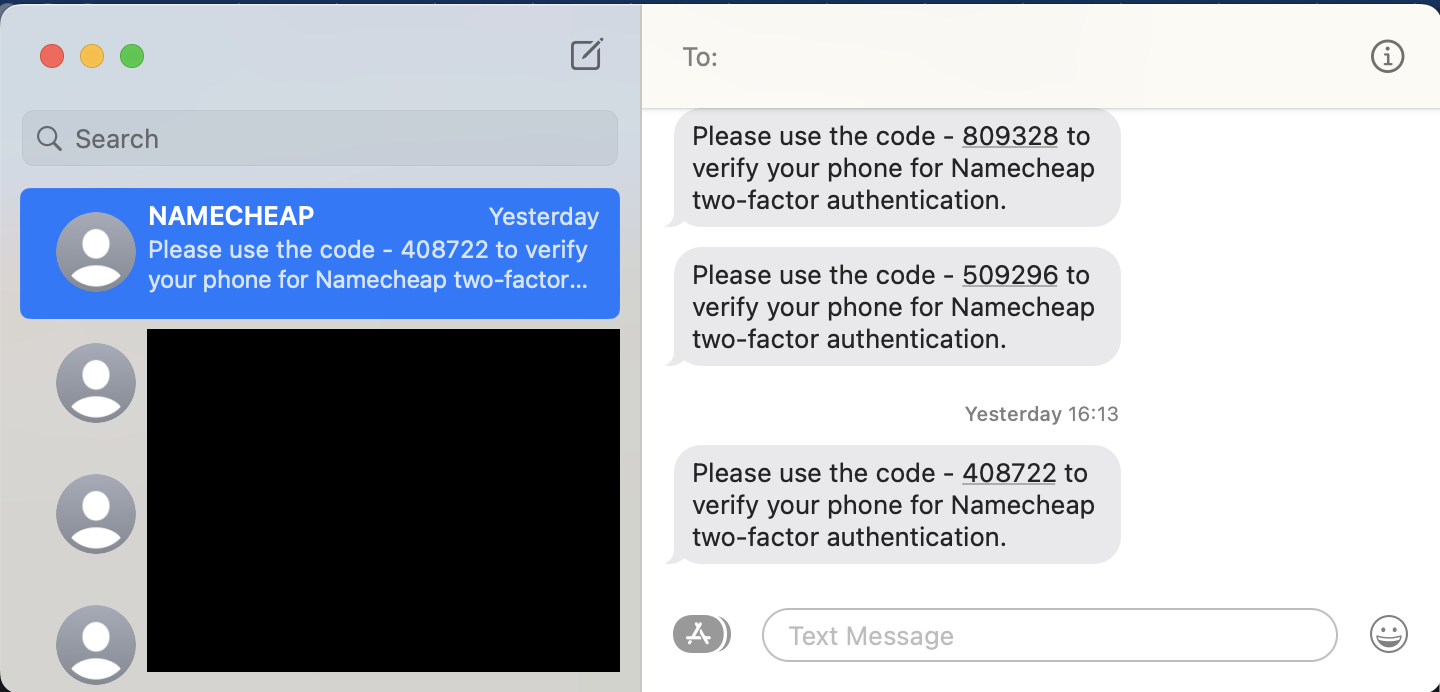 Search
NAMECHEAP
Yesterday
Please use the code - 408722 to verify
your phone for Namecheap two-factor...
To:
Please use the code - 809328 to
verify your phone for Namecheap
two-factor authentication.
Please use the code - 509296 to
verify your phone for Namecheap
two-factor authentication.
Yesterday 16:13
Please use the code - 408722 to
verify your phone for Namecheap
two-factor authentication.
Text Message